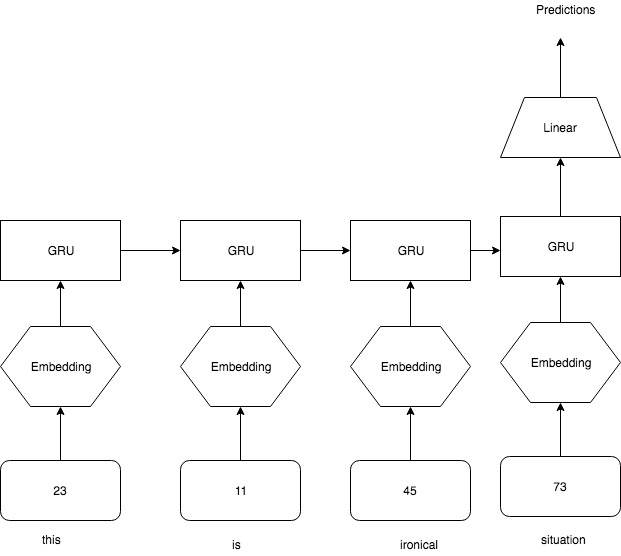 Predictions
Linear
GRU GRU GRU GRU
Embedding Embedding Embedding Embedding
23 11 45 73
this is ironical situation